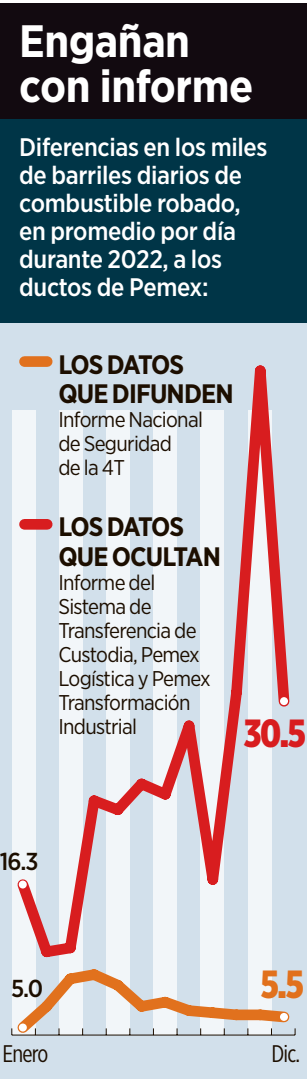 Engañan
con informe
Diferencias en los miles
de barriles diarios de
combustible robado,
en promedio por día
durante 2022, a los
ductos de Pemex:
LOS DATOS
QUE DIFUNDEN
Informe Nacional
de Seguridad
de la 4T
LOS DATOS
QUE OCULTAN
Informe del
Sistema de
Transferencia de
Custodia, Pemex
Logística y Pemex
Transformación
Industrial
30.5
16.3
5.0
5.5
Enero
Dic.